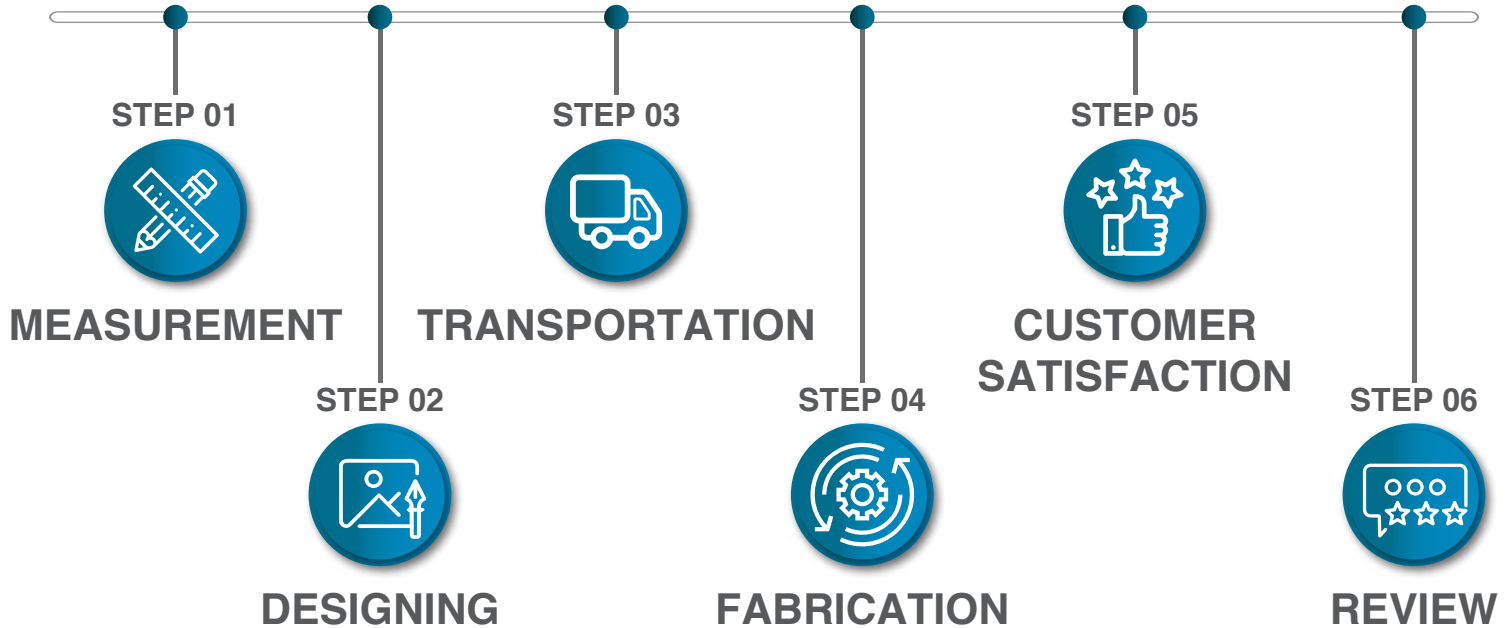 STEP 01
MEASUREMENT
STEP 02
DESIGNING
STEP 03
TRANSPORTATION
STEP 04
FABRICATION
STEP 05
CUSTOMER
SATISFACTION
STEP 06
REVIEW